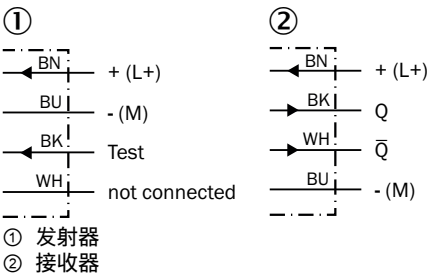 ①
BN + (L+)
BU - (M)
BK Test
WH not connected
②
BN + (L+)
BK Q
WH Q̅
BU - (M)
① 发射器
② 接收器